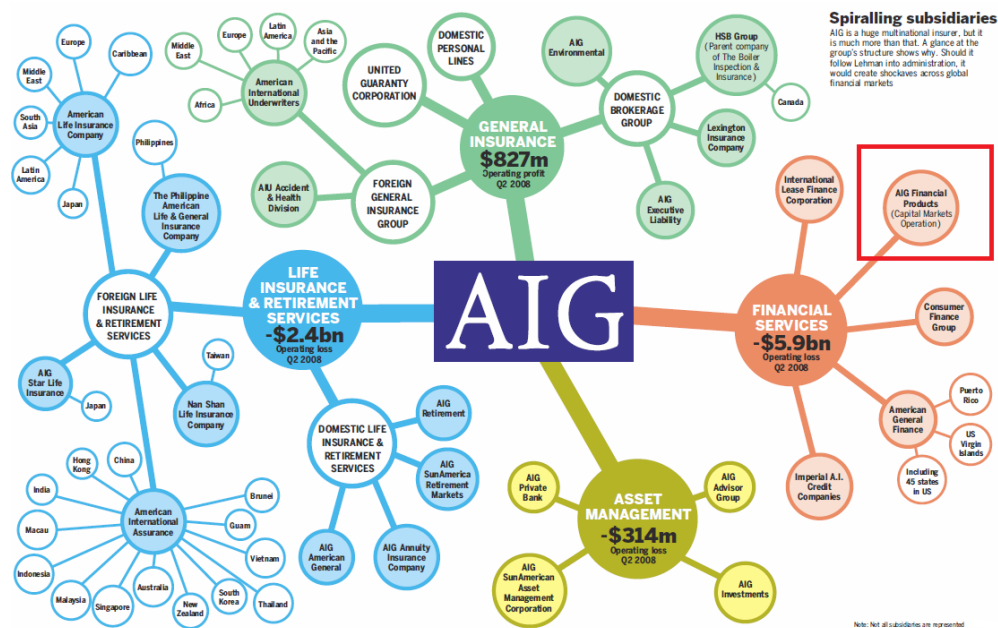 Spiralling subsidiaries
AIG is a huge multinational insurer, but it
is much more than that. A glance at the
group's structure shows why. Should it
follow Lehman into administration, it
would create shockaves across global
financial markets
AIG
GENERAL
INSURANCE
$827m
Operating profit
Q2 2008
UNITED
GUARANTY
CORPORATION
DOMESTIC
PERSONAL
LINES
DOMESTIC
BROKERAGE
GROUP
AIG
Environmental
HSB Group
(Parent company
of The Boiler
Inspection &
Insurance)
Canada
Lexington
Insurance
Company
AIG
Executive
Liability
FOREIGN
GENERAL
INSURANCE
GROUP
AIU Accident
& Health
Division
American
International
Underwriters
Africa
Middle
East
Europe
Latin
America
Asia
and the
Pacific
LIFE
INSURANCE
& RETIREMENT
SERVICES
-$2.4bn
Operating loss
Q2 2008
FOREIGN LIFE
INSURANCE
& RETIREMENT
SERVICES
American
Life Insurance
Company
Caribbean
Europe
Middle
East
South
Asia
Latin
America
Japan
The Philippine
American
Life & General
Insurance
Company
Philippines
AIG
Star Life
Insurance
Japan
Nan Shan
Life Insurance
Company
Taiwan
American
International
Assurance
China
Hong
Kong
India
Macau
Indonesia
Malaysia
Singapore
Australia
New
Zealand
South
Korea
Thailand
Vietnam
Guam
Brunei
DOMESTIC LIFE
INSURANCE &
RETIREMENT
SERVICES
AIG
Retirement
AIG
SunAmerica
Retirement
Markets
AIG Annuity
Insurance
Company
AIG
American
General
FINANCIAL
SERVICES
-$5.9bn
Operating loss
Q2 2008
International
Lease Finance
Corporation
AIG Financial
Products
(Capital Markets
Operation)
Consumer
Finance
Group
American
General
Finance
Puerto
Rico
US
Virgin
Islands
Including
45 states
in US
Imperial A.I.
Credit
Companies
ASSET
MANAGEMENT
-$314m
Operating loss
Q2 2008
AIG
Private
Bank
AIG
Advisor
Group
AIG
SunAmerican
Asset
Management
Corporation
AIG
Investments
Note: Not all subsidiaries are represented